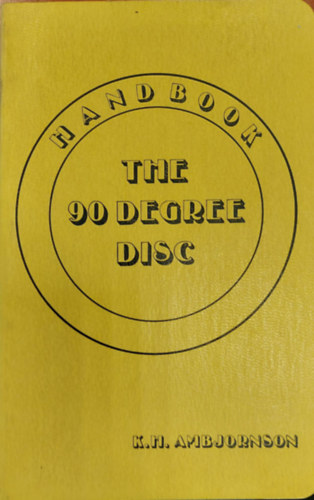 HANDBOOK
THE
90 DEGREE
DISC
K.H. AMBJORNSON